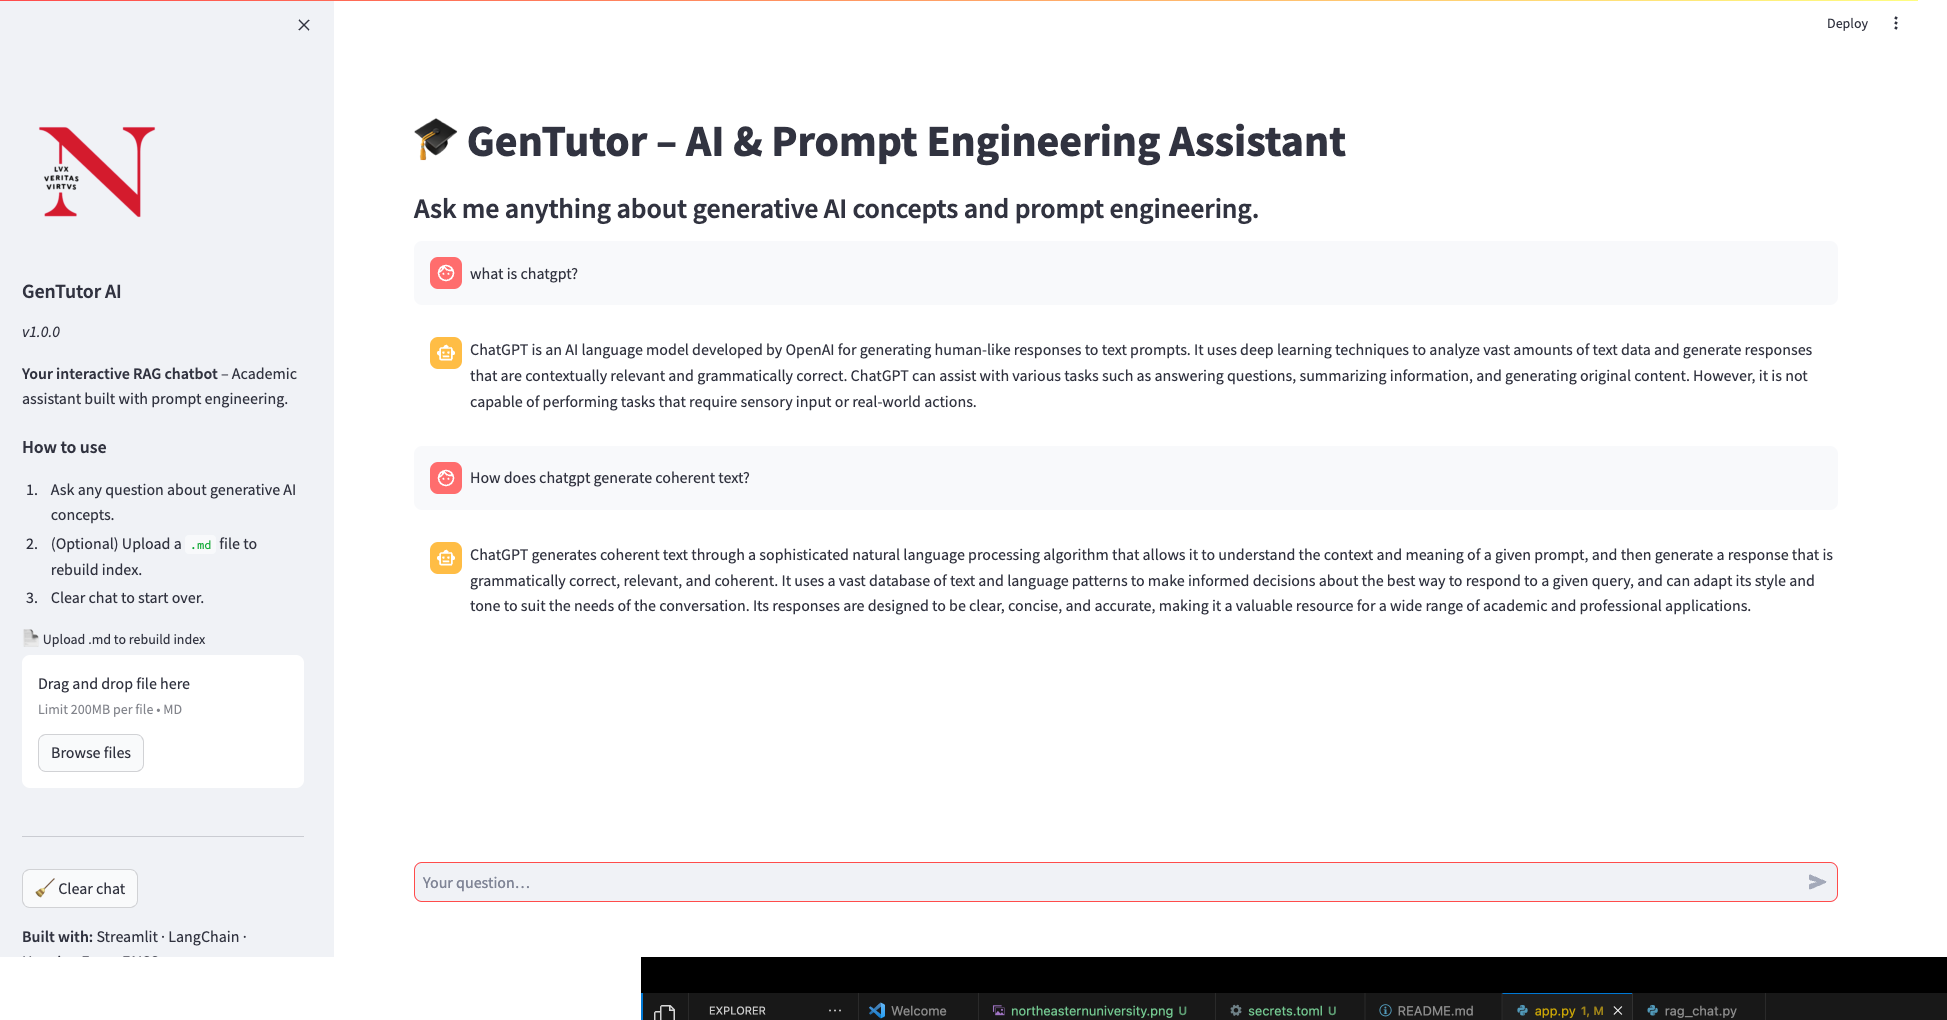 Deploy
LVX
VERITAS
VIRTVS
GenTutor AI
v1.0.0
Your interactive RAG chatbot – Academic
assistant built with prompt engineering.
How to use
1. Ask any question about generative AI
concepts.
2. (Optional) Upload a .md file to
rebuild index.
3. Clear chat to start over.
Upload .md to rebuild index
Drag and drop file here
Limit 200MB per file • MD
Browse files
Clear chat
Built with: Streamlit · LangChain ·
🎓 GenTutor – AI & Prompt Engineering Assistant
Ask me anything about generative AI concepts and prompt engineering.
what is chatgpt?
ChatGPT is an AI language model developed by OpenAI for generating human-like responses to text prompts. It uses deep learning techniques to analyze vast amounts of text data and generate responses
that are contextually relevant and grammatically correct. ChatGPT can assist with various tasks such as answering questions, summarizing information, and generating original content. However, it is not
capable of performing tasks that require sensory input or real-world actions.
How does chatgpt generate coherent text?
ChatGPT generates coherent text through a sophisticated natural language processing algorithm that allows it to understand the context and meaning of a given prompt, and then generate a response that is
grammatically correct, relevant, and coherent. It uses a vast database of text and language patterns to make informed decisions about the best way to respond to a given query, and can adapt its style and
tone to suit the needs of the conversation. Its responses are designed to be clear, concise, and accurate, making it a valuable resource for a wide range of academic and professional applications.
Your question…
EXPLORER ··· Welcome northeasternuniversity.png U secrets.toml U README.md app.py 1, M rag_chat.py